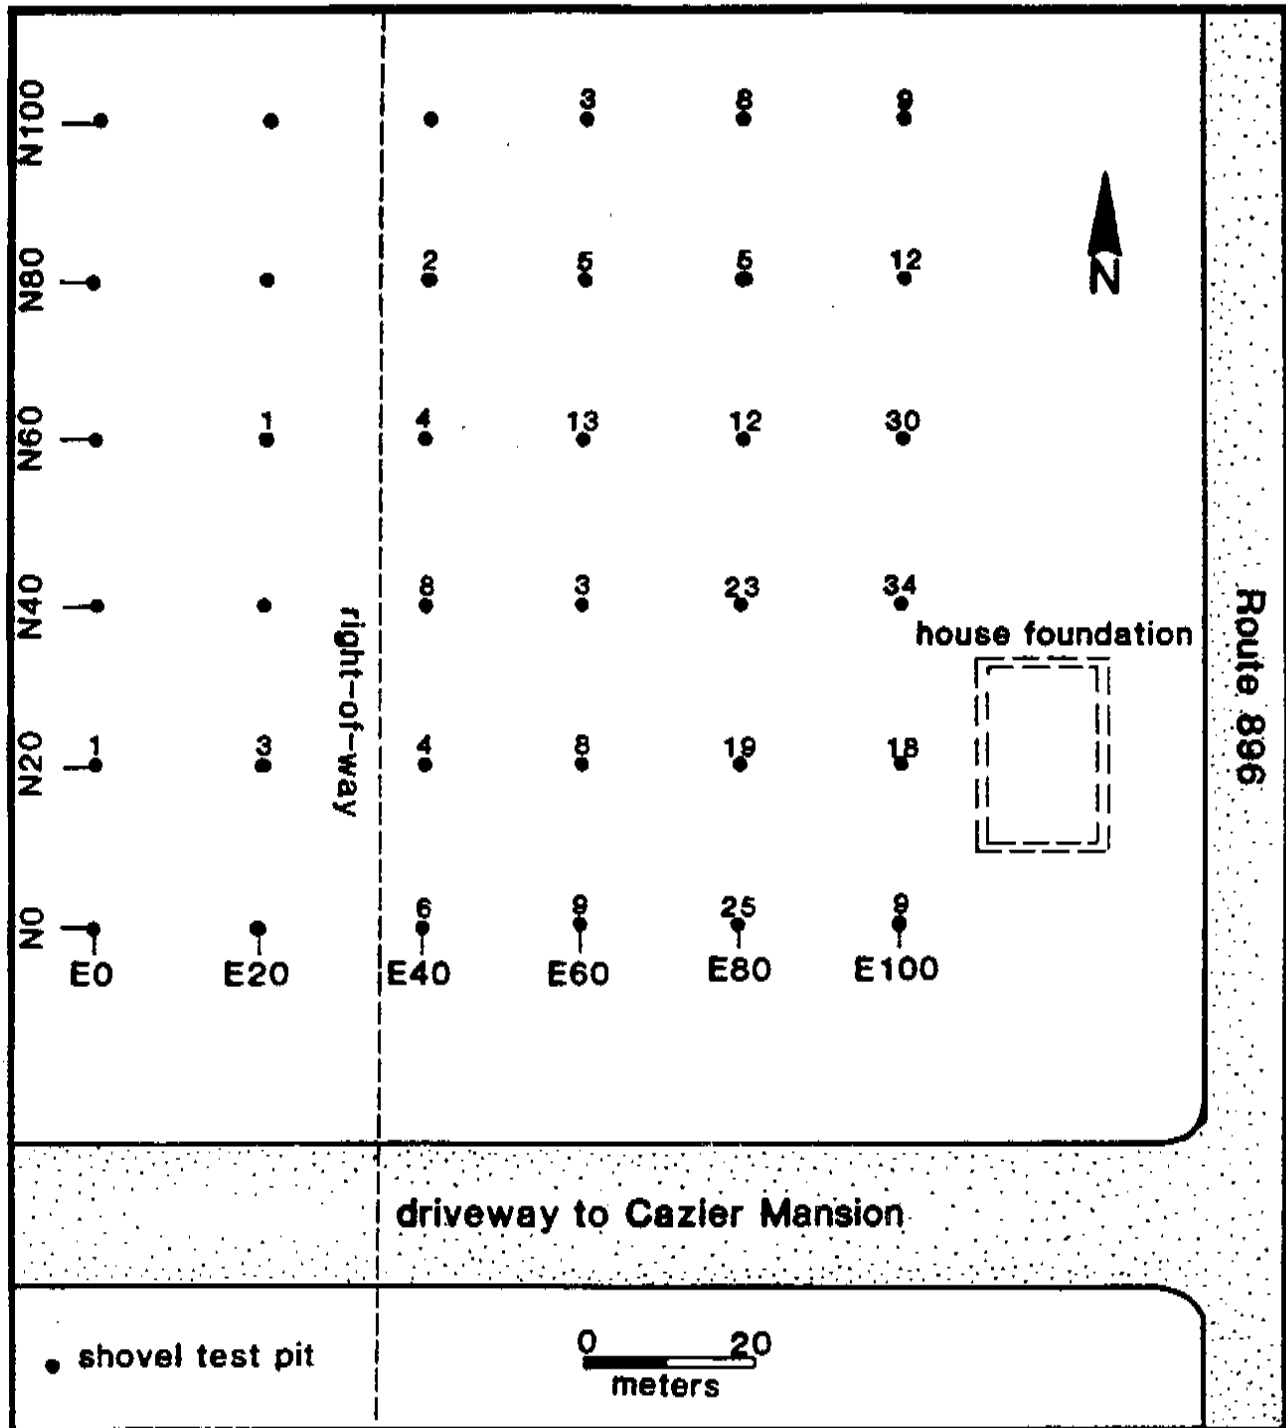 N100 3 8 9
N80 2 5 5 12
N
N60 1 4 13 12 30
N40 8 3 23 34
house foundation
right-of-way
Route 896
N20 1 3 4 8 19 18
N0 6 9 25 9
E0 E20 E40 E60 E80 E100
driveway to Cazier Mansion
shovel test pit
0 20
meters